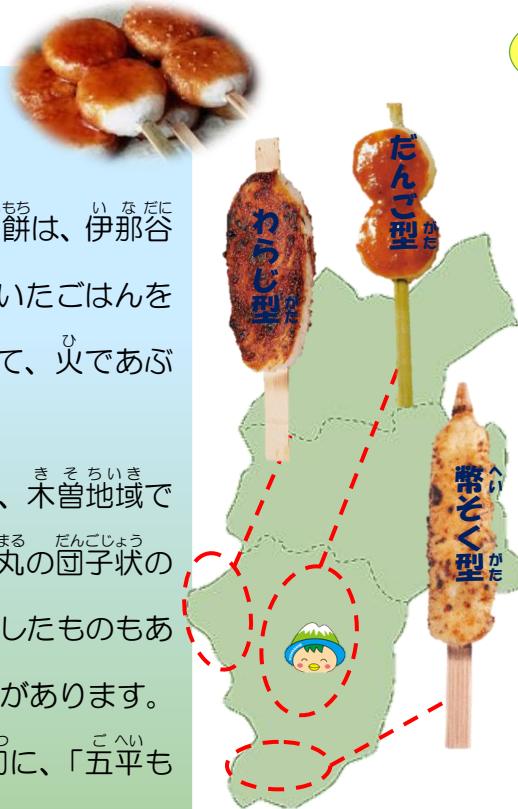 餅は、伊那谷
いたごはんを
て、火であぶ
、木曽地域で
丸の団子状の
したものもあ
があります。
に、「五平も
わらじ型
だんご型
幣そく型